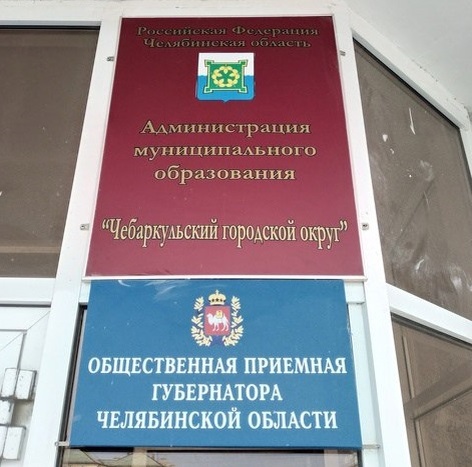 Российская Федерация
Челябинская область
Администрация
муниципального
образования
"Чебаркульский городской округ"
ОБЩЕСТВЕННАЯ ПРИЕМНАЯ
ГУБЕРНАТОРА
ЧЕЛЯБИНСКОЙ ОБЛАСТИ